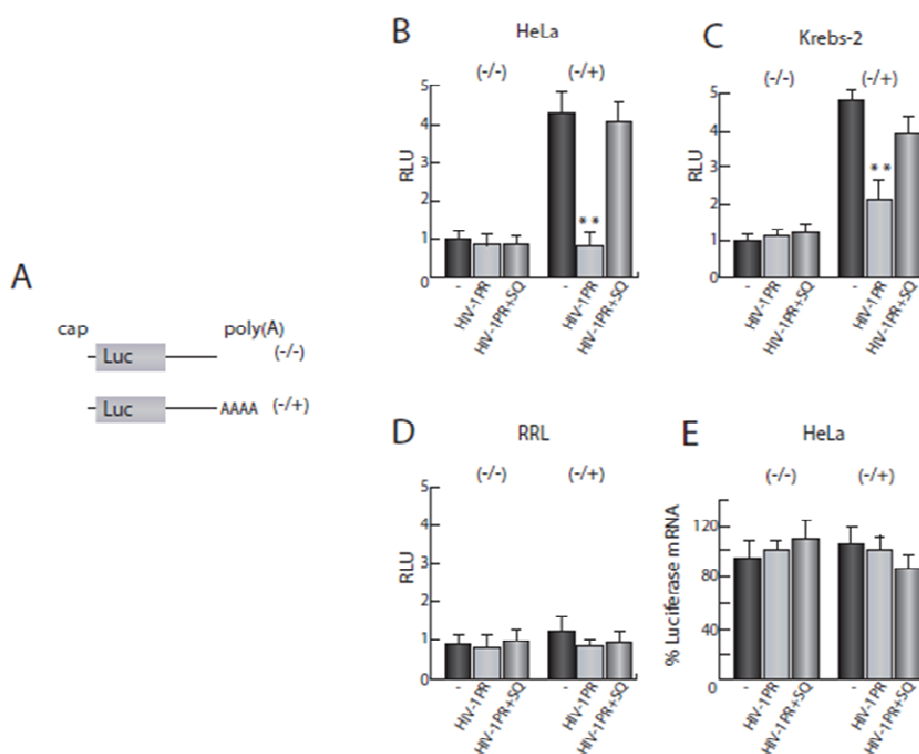 A
cap poly(A)
Luc (-/-)
Luc AAAA (-/+)
B
HeLa
(-/-) (-/+)
RLU
5
4
3
2
1
0
**
- HIV-1PR HIV-1PR+SQ - HIV-1PR HIV-1PR+SQ
C
Krebs-2
(-/-) (-/+)
RLU
5
4
3
2
1
0
**
- HIV-1PR HIV-1PR+SQ - HIV-1PR HIV-1PR+SQ
D
RRL
(-/-) (-/+)
RLU
5
4
3
2
1
0
- HIV-1PR HIV-1PR+SQ - HIV-1PR HIV-1PR+SQ
E
HeLa
(-/-) (-/+)
% Luciferase mRNA
120
80
40
0
- HIV-1PR HIV-1PR+SQ - HIV-1PR HIV-1PR+SQ